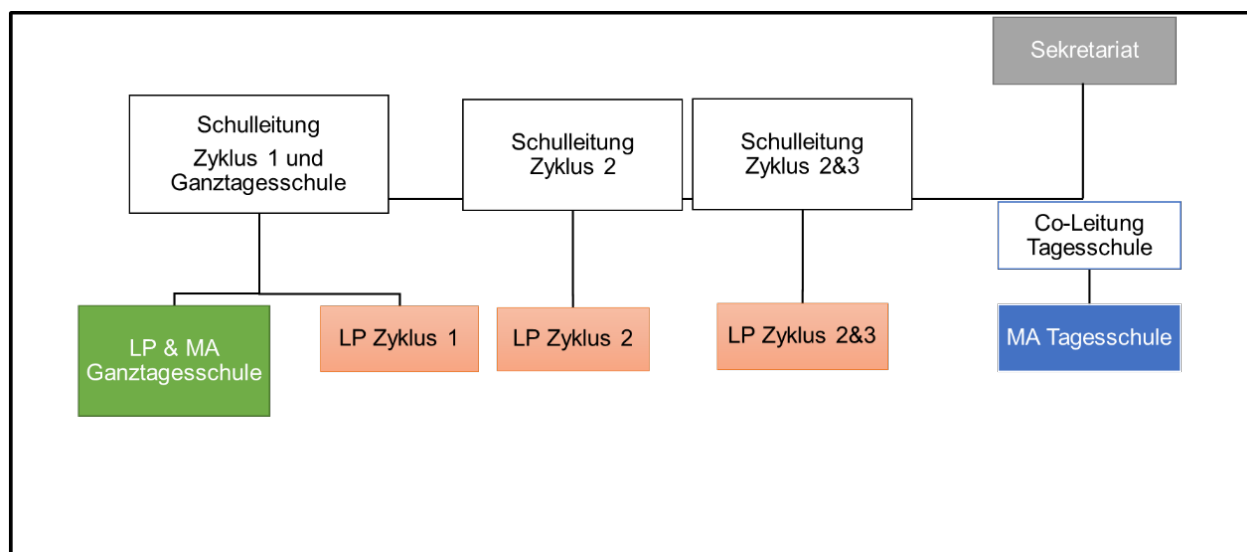 Sekretariat
Schulleitung
Zyklus 1 und
Ganztagesschule
Schulleitung
Zyklus 2
Schulleitung
Zyklus 2&3
Co-Leitung
Tagesschule
LP & MA
Ganztagesschule
LP Zyklus 1
LP Zyklus 2
LP Zyklus 2&3
MA Tagesschule